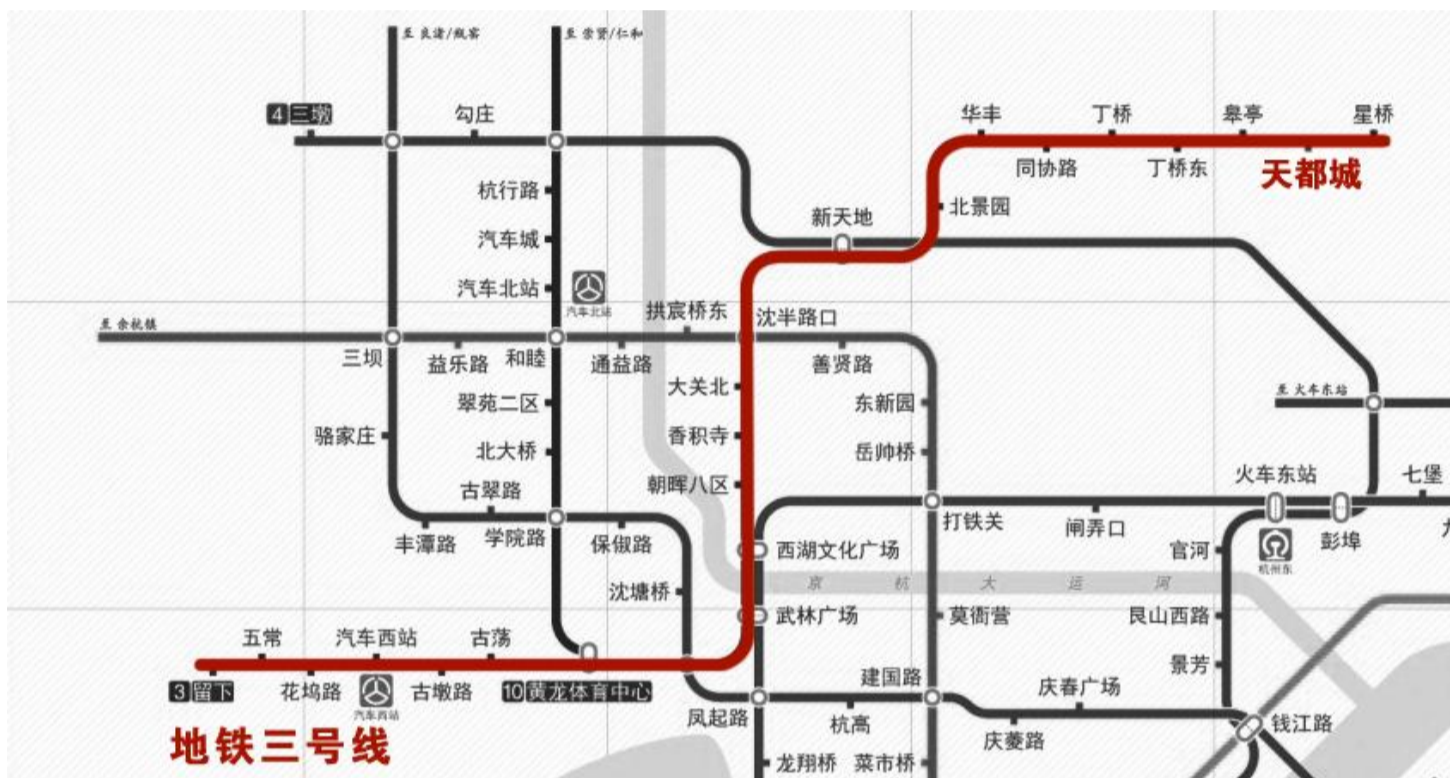 至 良渚/瓶窑
至 崇贤/仁和
4 三墩
勾庄
华丰
丁桥
皋亭
星桥
同协路
丁桥东
天都城
杭行路
北景园
新天地
汽车城
汽车北站
汽车北站
拱宸桥东
沈半路口
至 余杭镇
三坝
益乐路
和睦
通益路
善贤路
大关北
翠苑二区
东新园
至 火车东站
骆家庄
北大桥
香积寺
岳帅桥
朝晖八区
古翠路
火车东站
七堡
丰潭路
学院路
保俶路
打铁关
闸弄口
彭埠
西湖文化广场
官河
杭州东
京杭大运河
沈塘桥
武林广场
莫衙营
艮山西路
五常
汽车西站
古荡
景芳
3 留下
花坞路
古墩路
10 黄龙体育中心
建国路
庆春广场
汽车西站
凤起路
杭高
庆菱路
钱江路
地铁三号线
龙翔桥
菜市桥